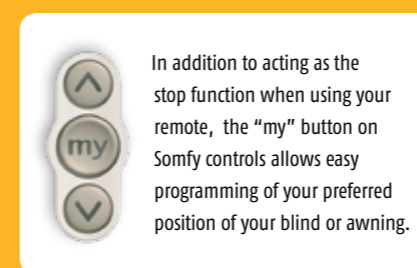 In addition to acting as the
stop function when using your
remote, the “my” button on
my
Somfy controls allows easy
programming of your preferred
position of your blind or awning.